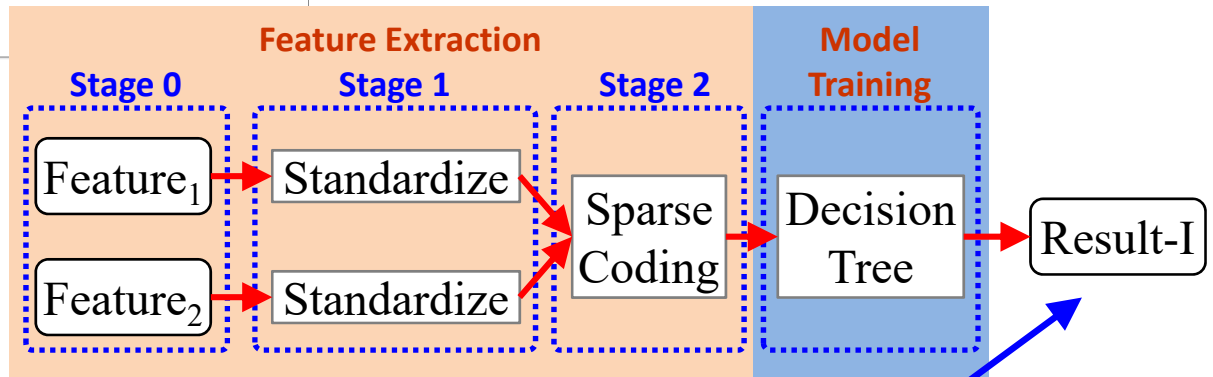 Feature Extraction
Model
Training
Stage 0
Stage 1
Stage 2
Feature₁
Standardize
Feature₂
Standardize
Sparse
Coding
Decision
Tree
Result-I